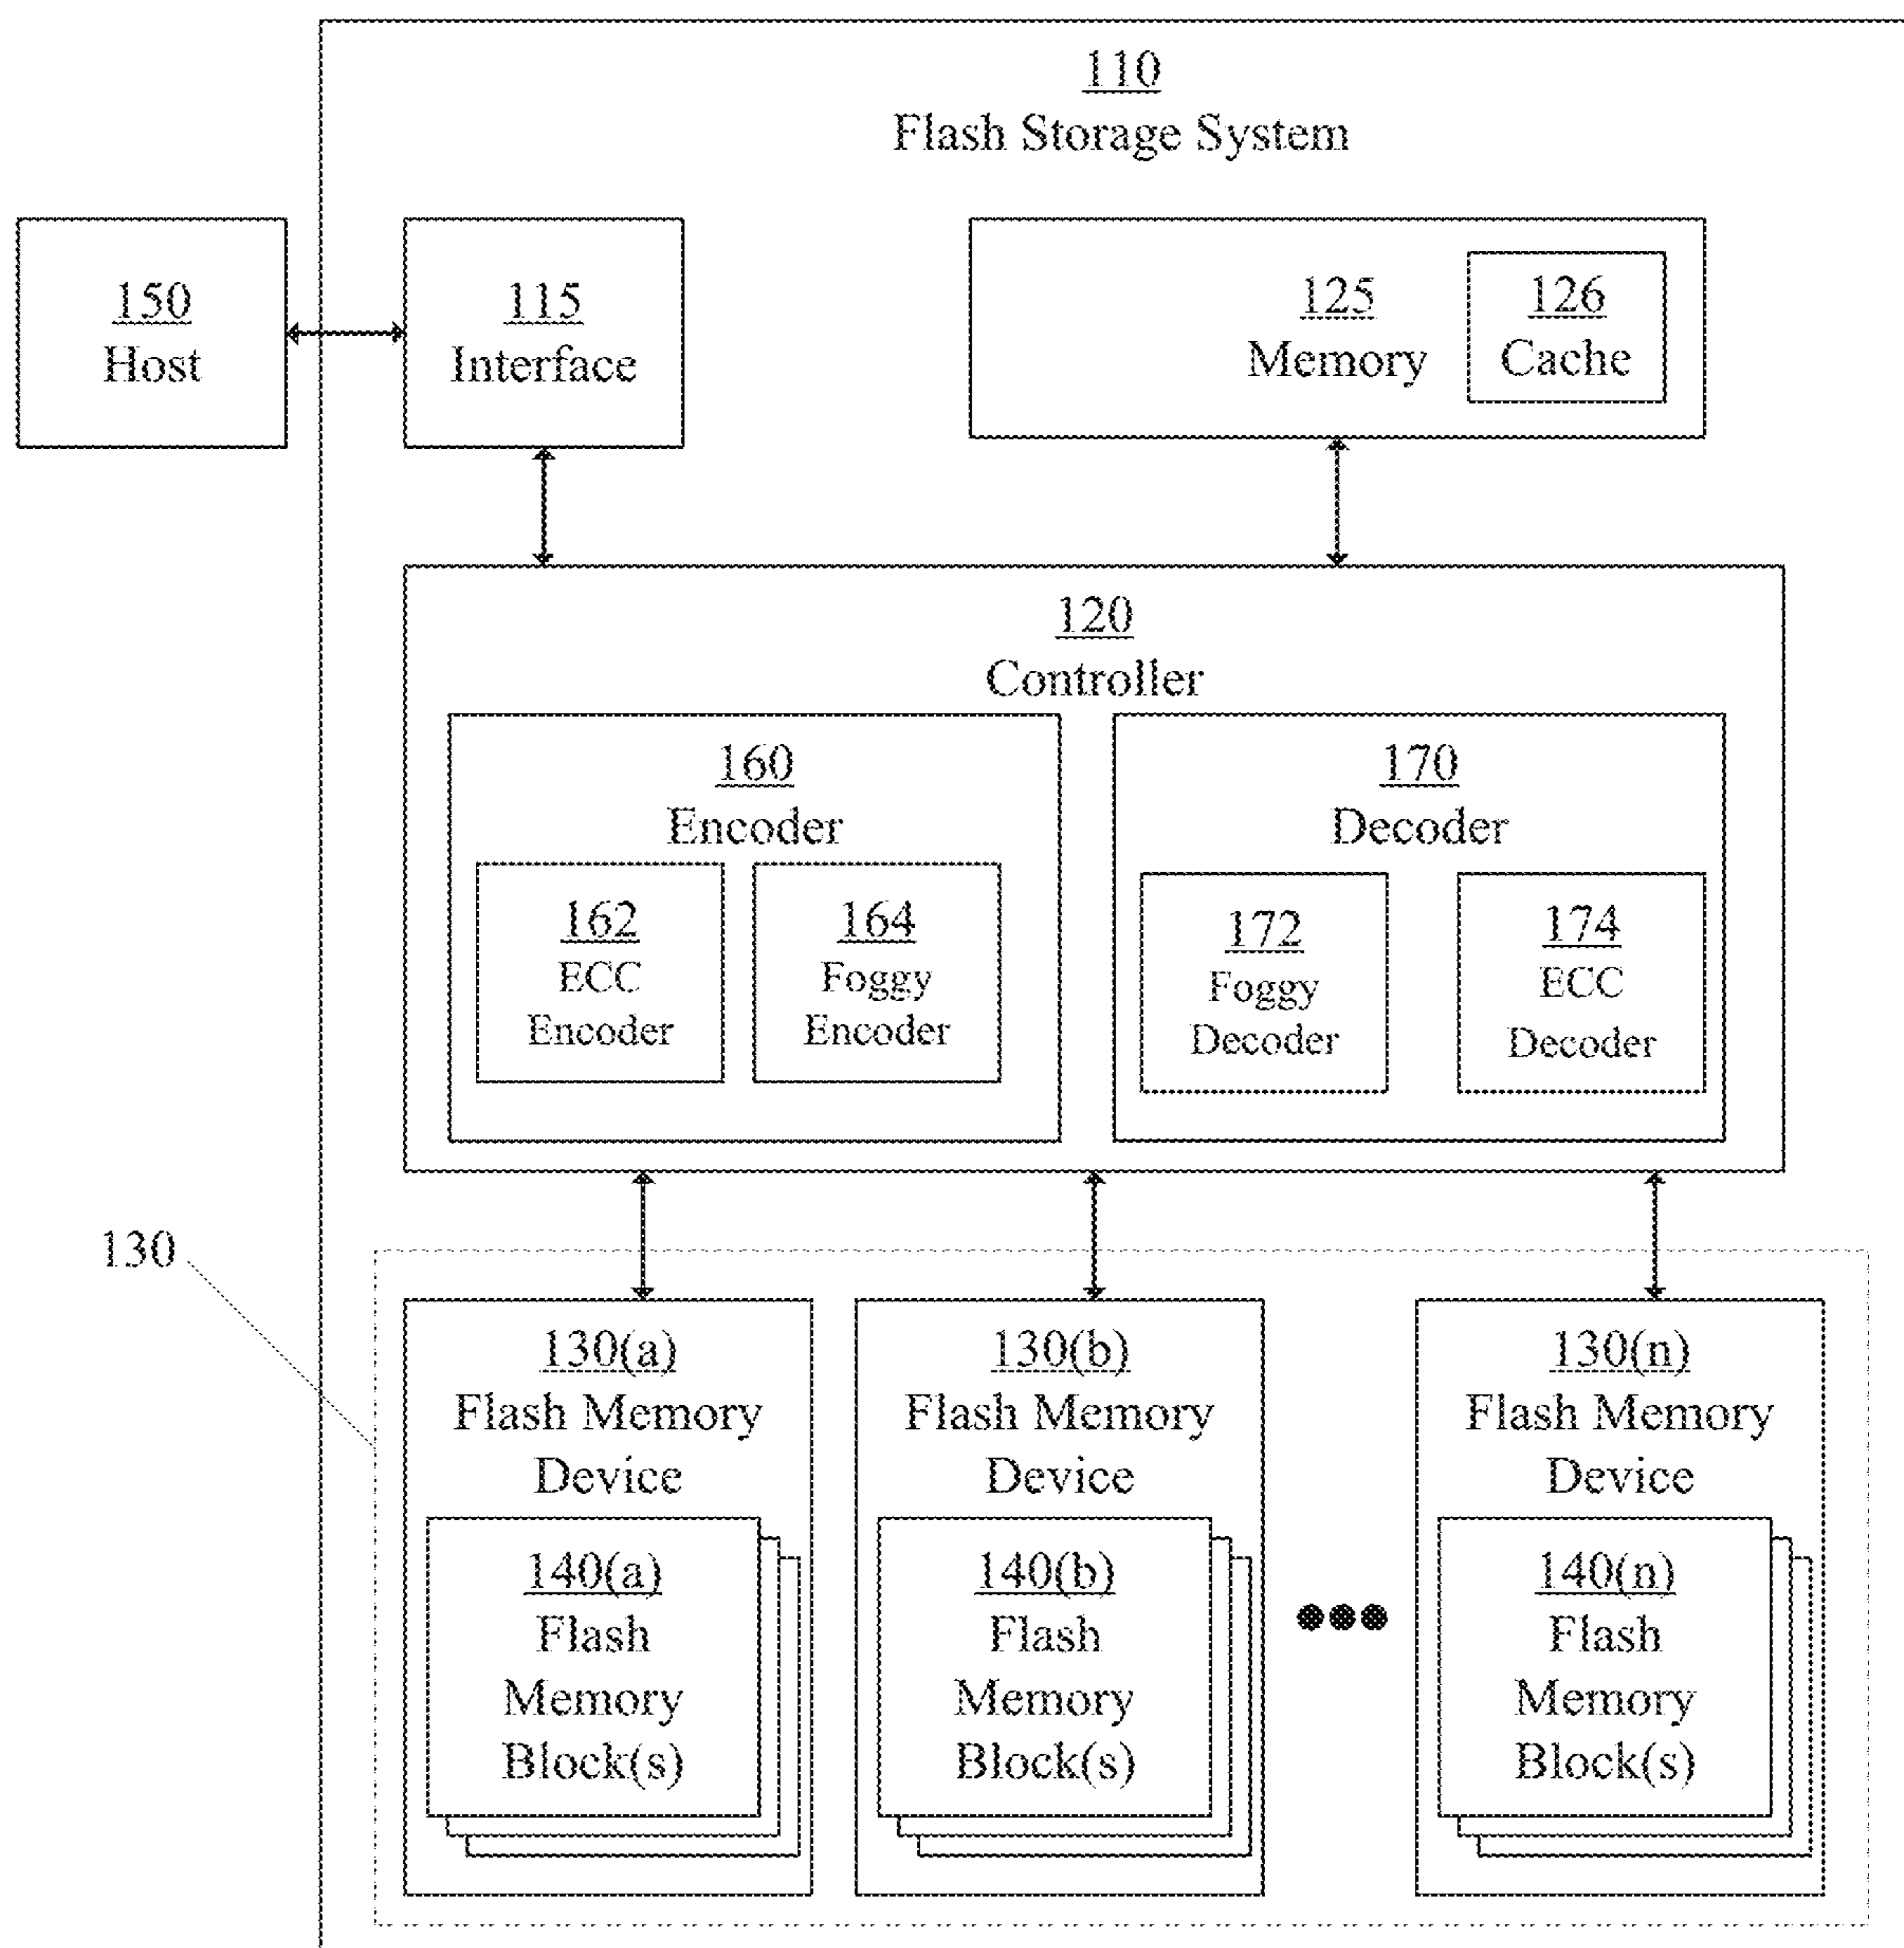 110
Flash Storage System
150
Host
115
Interface
125
Memory
126
Cache
120
Controller
160
Encoder
162
ECC
Encoder
164
Foggy
Encoder
170
Decoder
172
Foggy
Decoder
174
ECC
Decoder
130
130(a)
Flash Memory
Device
140(a)
Flash
Memory
Block(s)
130(b)
Flash Memory
Device
140(b)
Flash
Memory
Block(s)
130(n)
Flash Memory
Device
140(n)
Flash
Memory
Block(s)